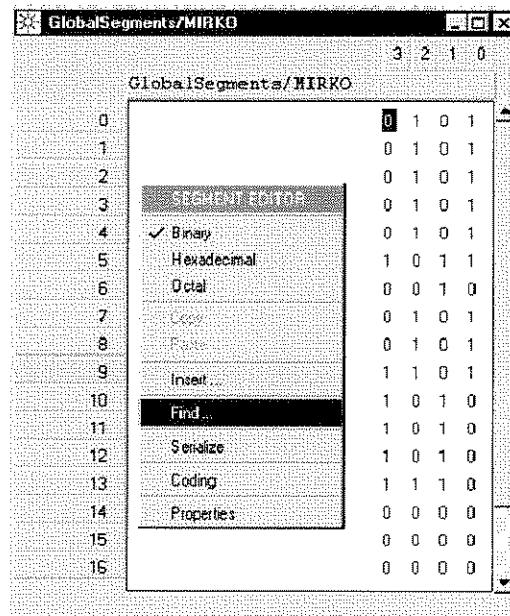 GlobalSegments/MIRKO
3 2 1 0
GlobalSegments/MIRKO
0 0 1 0 1
1 0 1 0 1
2 0 1 0 1
3 SEGMENT EDITOR 0 1 0 1
4 ✓ Binary 0 1 0 1
5 Hexadecimal 1 0 1 1
6 Octal 0 0 1 0
7 Copy 0 1 0 1
8 Paste 0 1 0 1
9 Insert... 1 1 0 1
10 1 0 1 0
Find...
11 1 0 1 0
12 Serialize 1 0 1 0
13 Coding 1 1 1 0
14 Properties 0 0 0 0
15 0 0 0 0
16 0 0 0 0